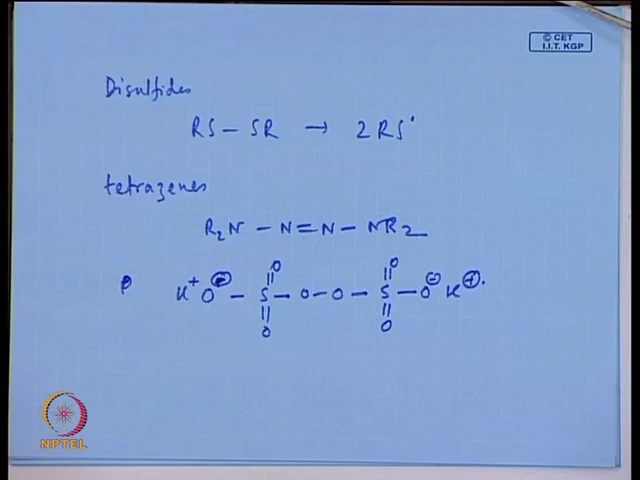 © CET
I.I.T. KGP
Disulfides
RS – SR → 2 RS•
tetrazenes
R₂N – N = N – NR₂
O O
P K⁺ O⊖ – S – O – O – S – O⊖ K⊕.
O O
NPTEL